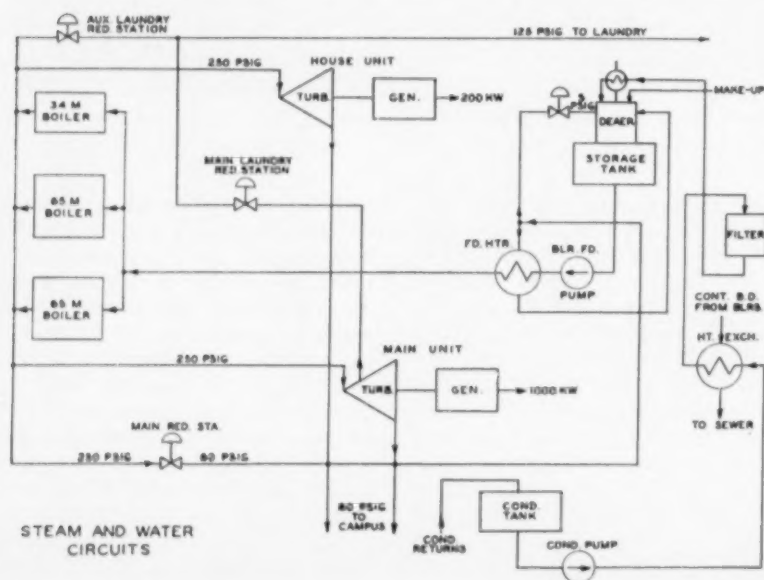 AUX. LAUNDRY
RED. STATION
125 PSIG TO LAUNDRY
250 PSIG
HOUSE UNIT
TURB.
GEN.
200 KW
5
PSIG
DEAER.
MAKE-UP
STORAGE
TANK
34 M
BOILER
MAIN LAUNDRY
RED. STATION
65 M
BOILER
FD. HTR.
BLR. FD.
PUMP
FILTER
65 M
BOILER
CONT. B.D.
FROM BLRS.
HT. EXCH.
250 PSIG
MAIN UNIT
TURB.
GEN.
1000 KW
TO SEWER
MAIN RED. STA.
250 PSIG
80 PSIG
80 PSIG
TO
CAMPUS
COND.
TANK
COND.
RETURNS
COND. PUMP
STEAM AND WATER
CIRCUITS